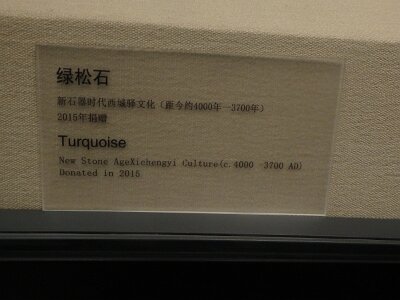 绿松石
新石器时代西城驿文化（距今约4000年—3700年）
2015年捐赠
Turquoise
New Stone AgeXichengyi Culture(c.4000—3700 AD)
Donated in 2015